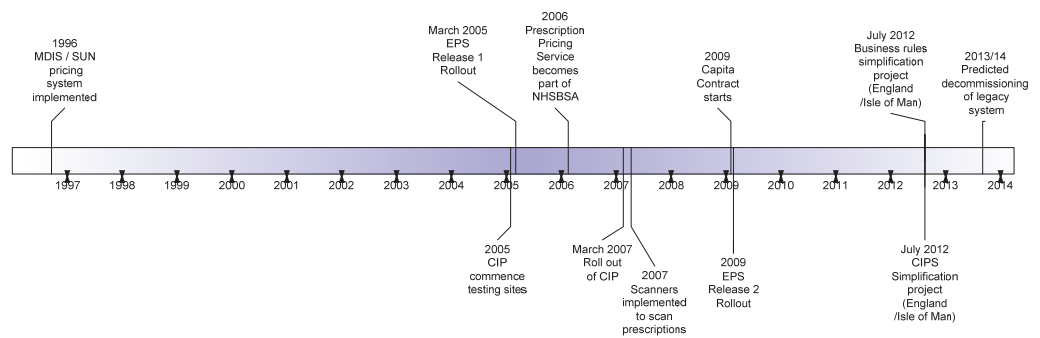 1996
MDIS / SUN
pricing
system
implemented
March 2005
EPS
Release 1
Rollout
2006
Prescription
Pricing
Service
becomes
part of
NHSBSA
2009
Capita
Contract
starts
July 2012
Business rules
simplification
project
(England
/Isle of Man)
2013/14
Predicted
decommissioning
of legacy
system
1997 1998 1999 2000 2001 2002 2003 2004 2005 2006 2007 2008 2009 2010 2011 2012 2013 2014
2005
CIP
commence
testing sites
March 2007
Roll out
of CIP
2007
Scanners
implemented
to scan
prescriptions
2009
EPS
Release 2
Rollout
July 2012
CIPS
Simplification
project
(England
/Isle of Man)